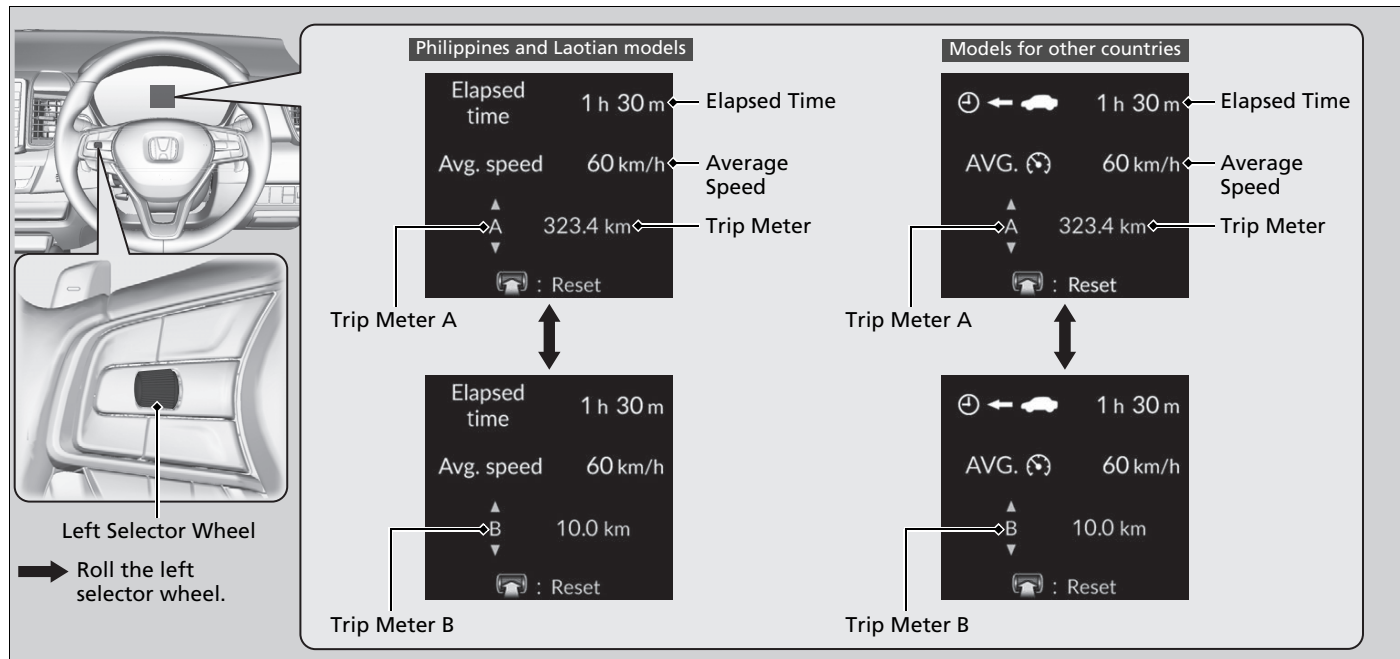 Philippines and Laotian models
Elapsed
time
1 h 30 m
Elapsed Time
Avg. speed
60 km/h
Average
Speed
A
323.4 km
Trip Meter
: Reset
Trip Meter A
Elapsed
time
1 h 30 m
Avg. speed
60 km/h
B
10.0 km
: Reset
Trip Meter B
Models for other countries
1 h 30 m
Elapsed Time
AVG.
60 km/h
Average
Speed
A
323.4 km
Trip Meter
: Reset
Trip Meter A
1 h 30 m
AVG.
60 km/h
B
10.0 km
: Reset
Trip Meter B
Left Selector Wheel
Roll the left
selector wheel.